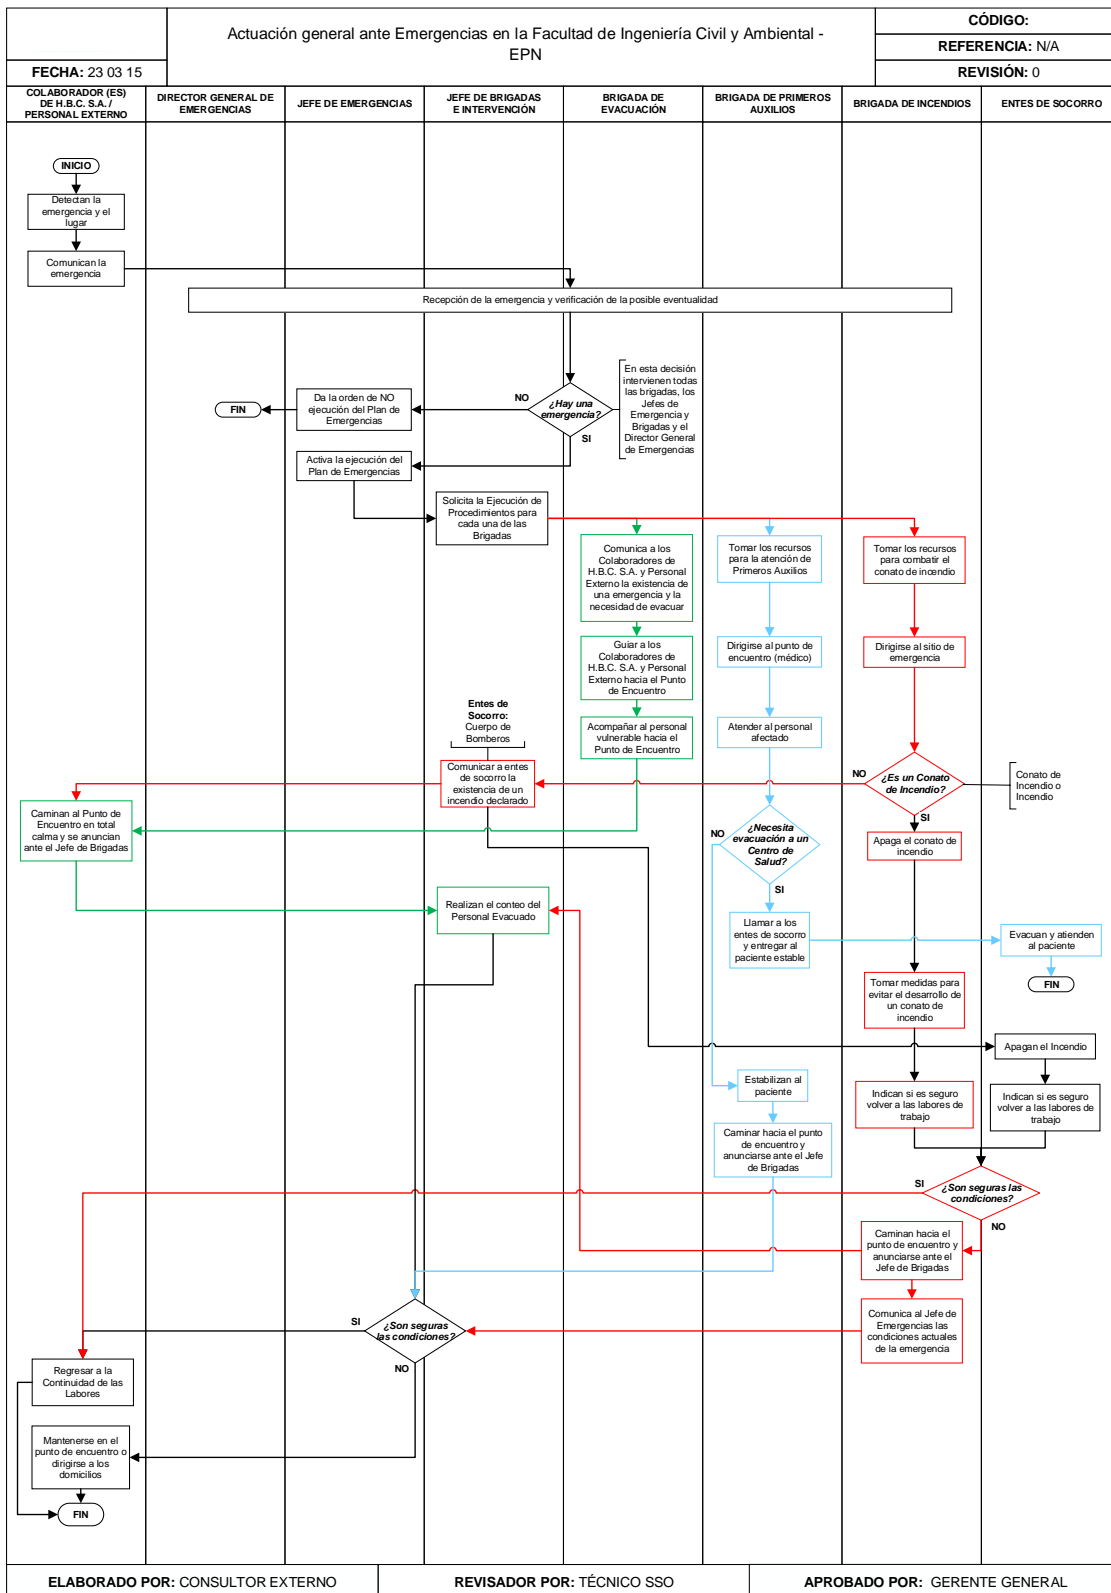 Actuación general ante Emergencias en la Facultad de Ingeniería Civil y Ambiental -
EPN
CÓDIGO:
REFERENCIA: N/A
FECHA: 23 03 15
REVISIÓN: 0
COLABORADOR (ES)
DE H.B.C. S.A. /
PERSONAL EXTERNO
DIRECTOR GENERAL DE
EMERGENCIAS
JEFE DE EMERGENCIAS
JEFE DE BRIGADAS
E INTERVENCIÓN
BRIGADA DE
EVACUACIÓN
BRIGADA DE PRIMEROS
AUXILIOS
BRIGADA DE INCENDIOS
ENTES DE SOCORRO
INICIO
Detectan la
emergencia y el
lugar
Comunican la
emergencia
Recepción de la emergencia y verificación de la posible eventualidad
En esta decisión
intervienen todas
las brigadas, los
Jefes de
Emergencia y
Brigadas y el
Director General
de Emergencias
¿Hay una
emergencia?
NO
SI
Da la orden de NO
ejecución del Plan de
Emergencias
FIN
Activa la ejecución del
Plan de Emergencias
Solicita la Ejecución de
Procedimientos para
cada una de las
Brigadas
Comunica a los
Colaboradores de
H.B.C. S.A. y Personal
Externo la existencia de
una emergencia y la
necesidad de evacuar
Tomar los recursos
para la atención de
Primeros Auxilios
Tomar los recursos
para combatir el
conato de incendio
Guiar a los
Colaboradores de
H.B.C. S.A. y Personal
Externo hacia el Punto
de Encuentro
Dirigirse al punto de
encuentro (médico)
Dirigirse al sitio de
emergencia
Entes de
Socorro:
Cuerpo de
Bomberos
Acompañar al personal
vulnerable hacia el
Punto de Encuentro
Atender al personal
afectado
Comunicar a entes
de socorro la
existencia de un
incendio declarado
NO
¿Es un Conato
de Incendio?
SI
Conato de
Incendio o
Incendio
Caminan al Punto de
Encuentro en total
calma y se anuncian
ante el Jefe de Brigadas
NO
¿Necesita
evacuación a un
Centro de
Salud?
SI
Apaga el conato de
incendio
Realizan el conteo del
Personal Evacuado
Llamar a los
entes de socorro
y entregar al
paciente estable
Evacuan y atienden
al paciente
FIN
Tomar medidas para
evitar el desarrollo de
un conato de
incendio
Apagan el Incendio
Estabilizan al
paciente
Indican si es seguro
volver a las labores de
trabajo
Indican si es seguro
volver a las labores de
trabajo
Caminar hacia el punto
de encuentro y
anunciarse ante el Jefe
de Brigadas
SI
¿Son seguras las
condiciones?
NO
Caminan hacia el
punto de encuentro y
anunciarse ante el
Jefe de Brigadas
Comunica al Jefe de
Emergencias las
condiciones actuales
de la emergencia
SI
¿Son seguras
las condiciones?
NO
Regresar a la
Continuidad de las
Labores
Mantenerse en el
punto de encuentro o
dirigirse a los
domicilios
FIN
ELABORADO POR: CONSULTOR EXTERNO
REVISADOR POR: TÉCNICO SSO
APROBADO POR: GERENTE GENERAL